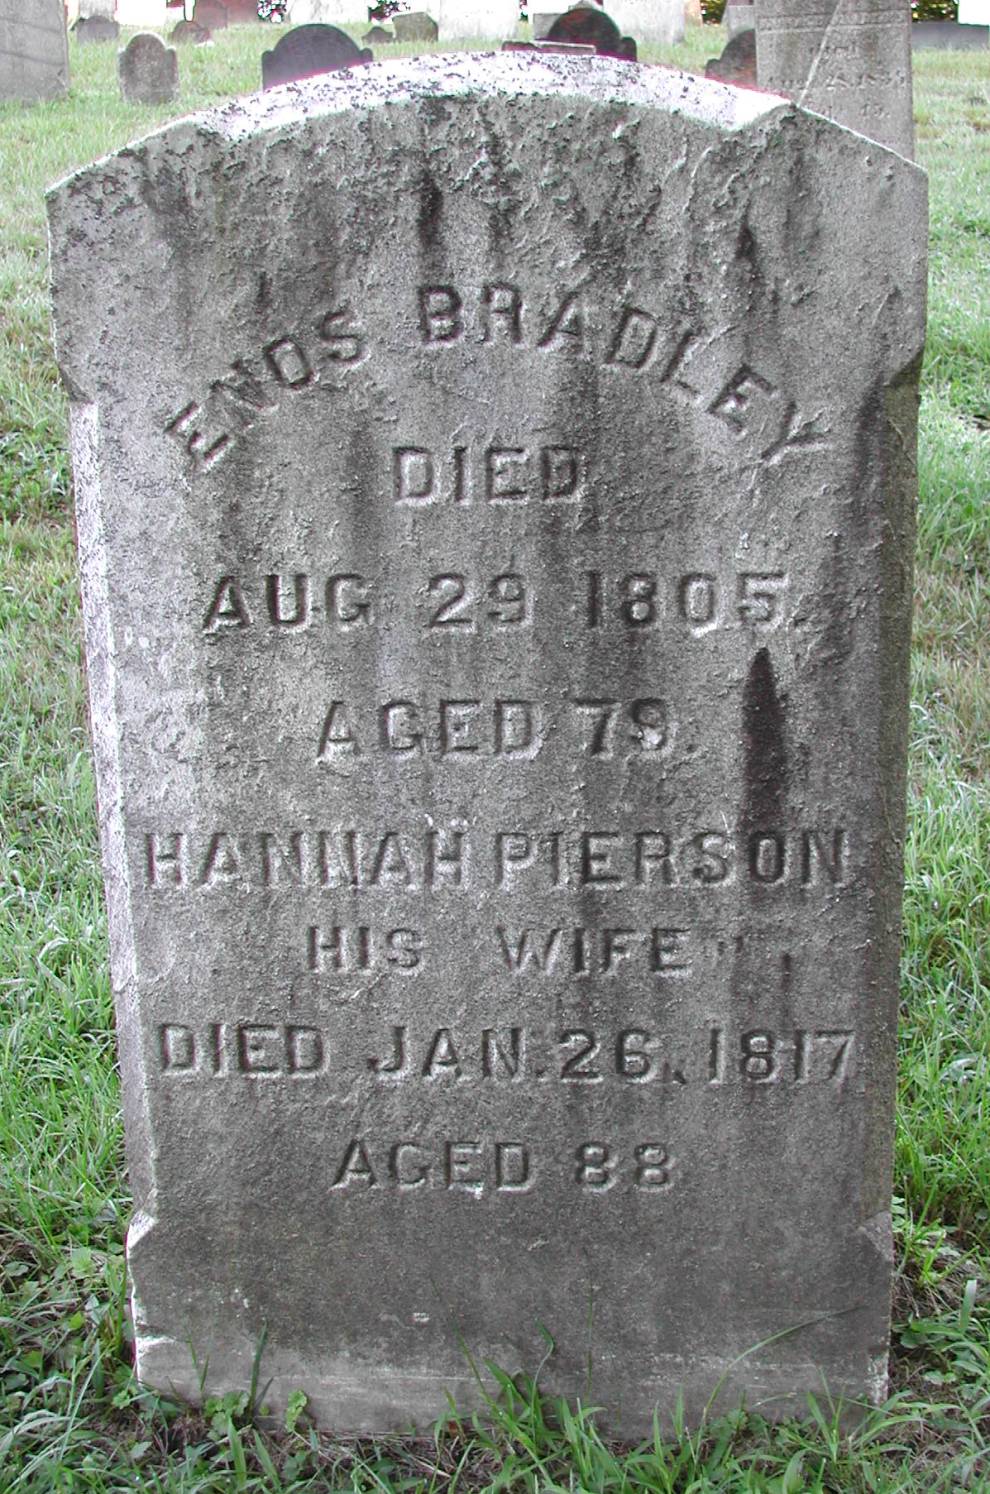 ENOS BRADLEY
DIED
AUG 29 1805.
AGED 79.
HANNAH PIERSON
HIS WIFE
DIED JAN. 26, 1817
AGED 88